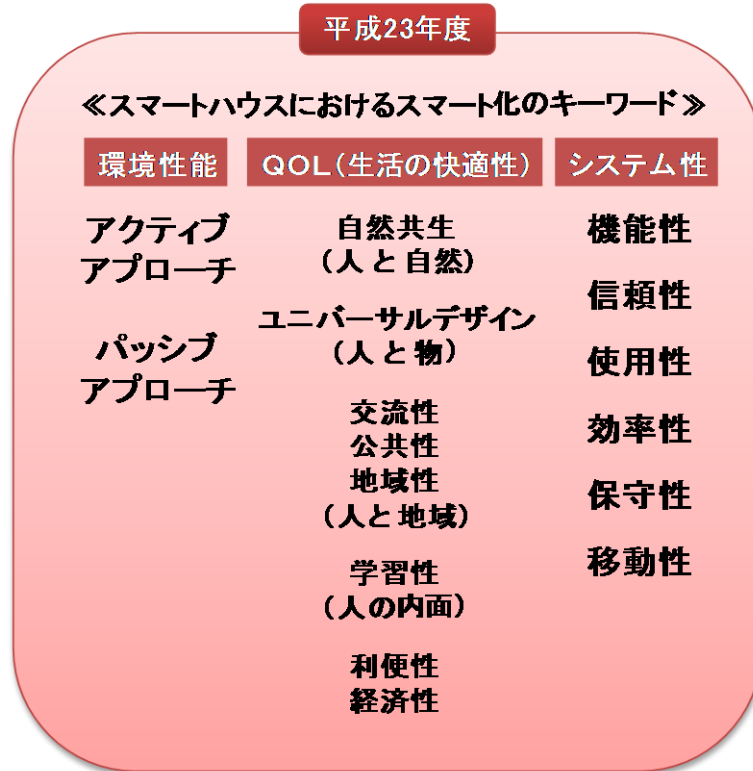 平成23年度
≪スマートハウスにおけるスマート化のキーワード≫
環境性能
アクティブ
アプローチ
パッシブ
アプローチ
QOL(生活の快適性)
自然共生
(人と自然)
ユニバーサルデザイン
(人と物)
交流性
公共性
地域性
(人と地域)
学習性
(人の内面)
利便性
経済性
システム性
機能性
信頼性
使用性
効率性
保守性
移動性